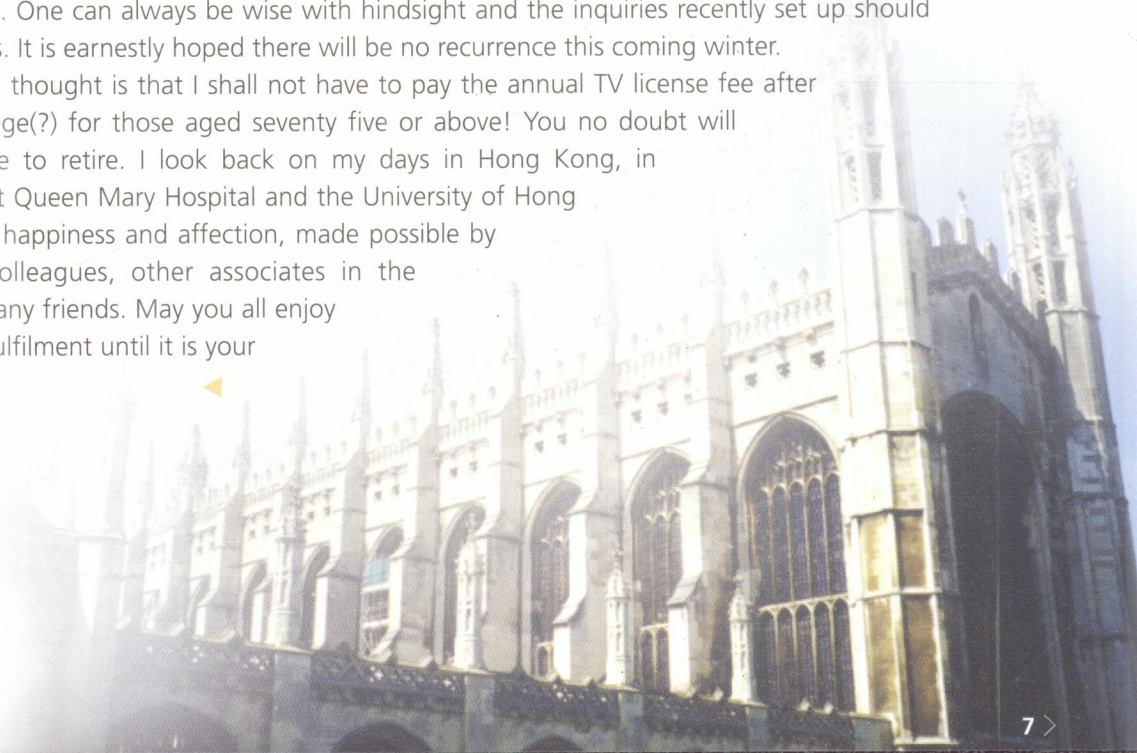 . One can always be wise with hindsight and the inquiries recently set up should
s. It is earnestly hoped there will be no recurrence this coming winter.
thought is that I shall not have to pay the annual TV license fee after
ge(?) for those aged seventy five or above! You no doubt will
e to retire. I look back on my days in Hong Kong, in
t Queen Mary Hospital and the University of Hong
happiness and affection, made possible by
olleagues, other associates in the
any friends. May you all enjoy
ulfilment until it is your
7 >